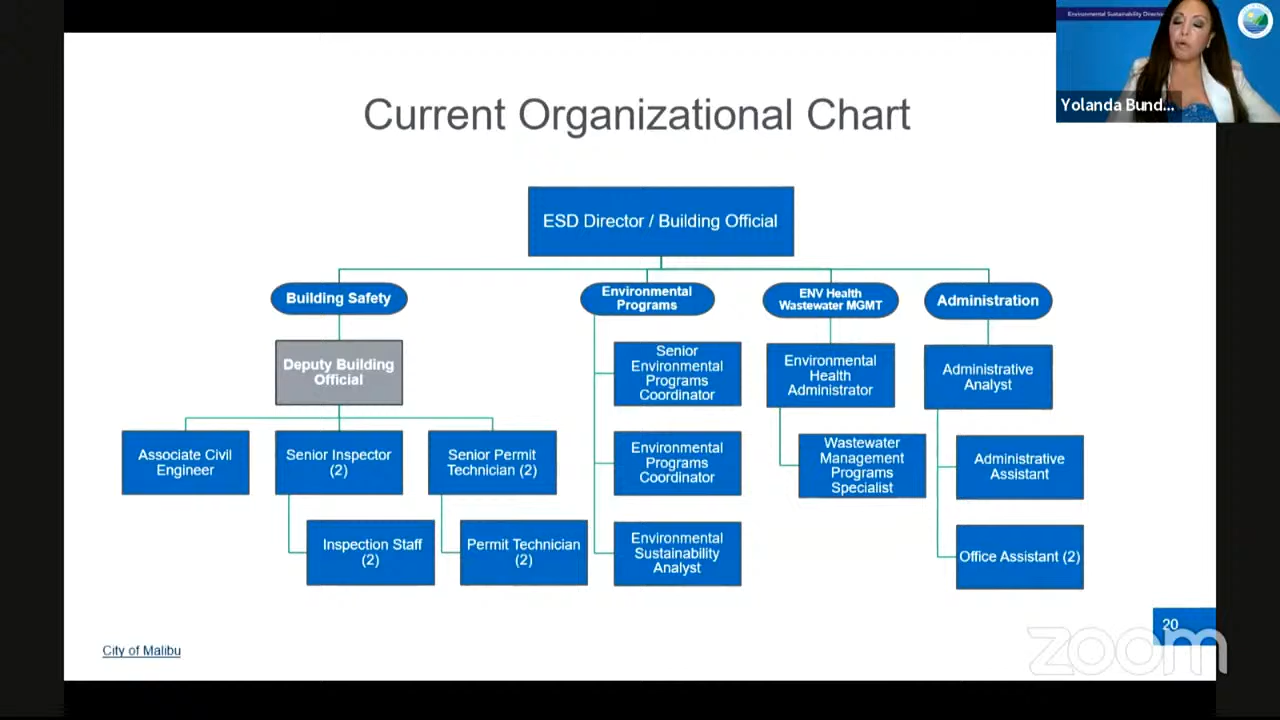 Environmental Sustainability Director
Yolanda Bund...
Current Organizational Chart
ESD Director / Building Official
Building Safety
Environmental
Programs
ENV Health
Wastewater MGMT
Administration
Deputy Building
Official
Senior
Environmental
Programs
Coordinator
Environmental
Health
Administrator
Administrative
Analyst
Associate Civil
Engineer
Senior Inspector
(2)
Senior Permit
Technician (2)
Environmental
Programs
Coordinator
Wastewater
Management
Programs
Specialist
Administrative
Assistant
Inspection Staff
(2)
Permit Technician
(2)
Environmental
Sustainability
Analyst
Office Assistant (2)
20
City of Malibu
zoom